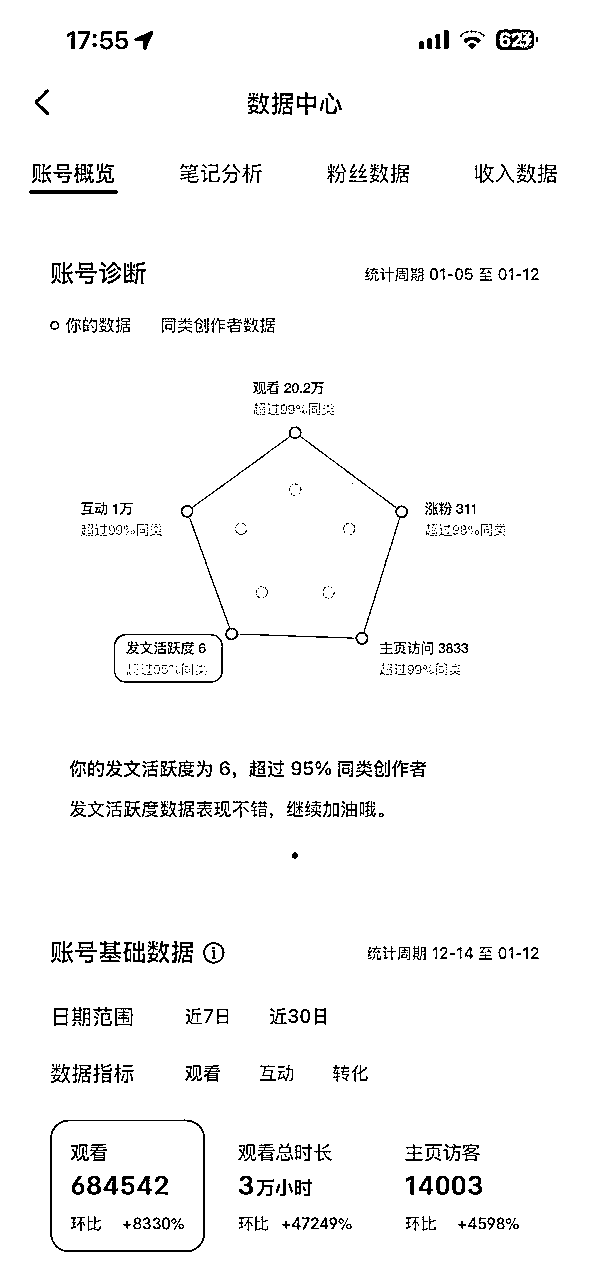 17:55
62
数据中心
账号概览 笔记分析 粉丝数据 收入数据
账号诊断 统计周期 01-05 至 01-12
你的数据 同类创作者数据
观看 20.2万
超过99%同类
互动 1万
超过99%同类
涨粉 311
超过98%同类
发文活跃度 6
超过95%同类
主页访问 3833
超过99%同类
你的发文活跃度为 6，超过 95% 同类创作者
发文活跃度数据表现不错，继续加油哦。
账号基础数据 统计周期 12-14 至 01-12
日期范围 近7日 近30日
数据指标 观看 互动 转化
观看 观看总时长 主页访客
684542 3万小时 14003
环比 +8330% 环比 +47249% 环比 +4598%